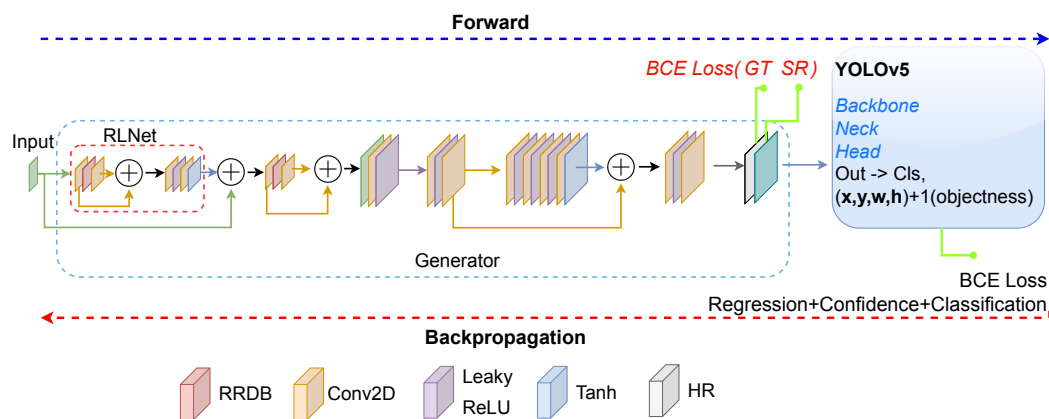 Forward
BCE Loss( GT SR )
YOLOv5
Backbone
Neck
Head
Out -> Cls,
(x,y,w,h)+1(objectness)
Input
RLNet
Generator
BCE Loss
Regression+Confidence+Classification
Backpropagation
RRDB
Conv2D
Leaky
ReLU
Tanh
HR